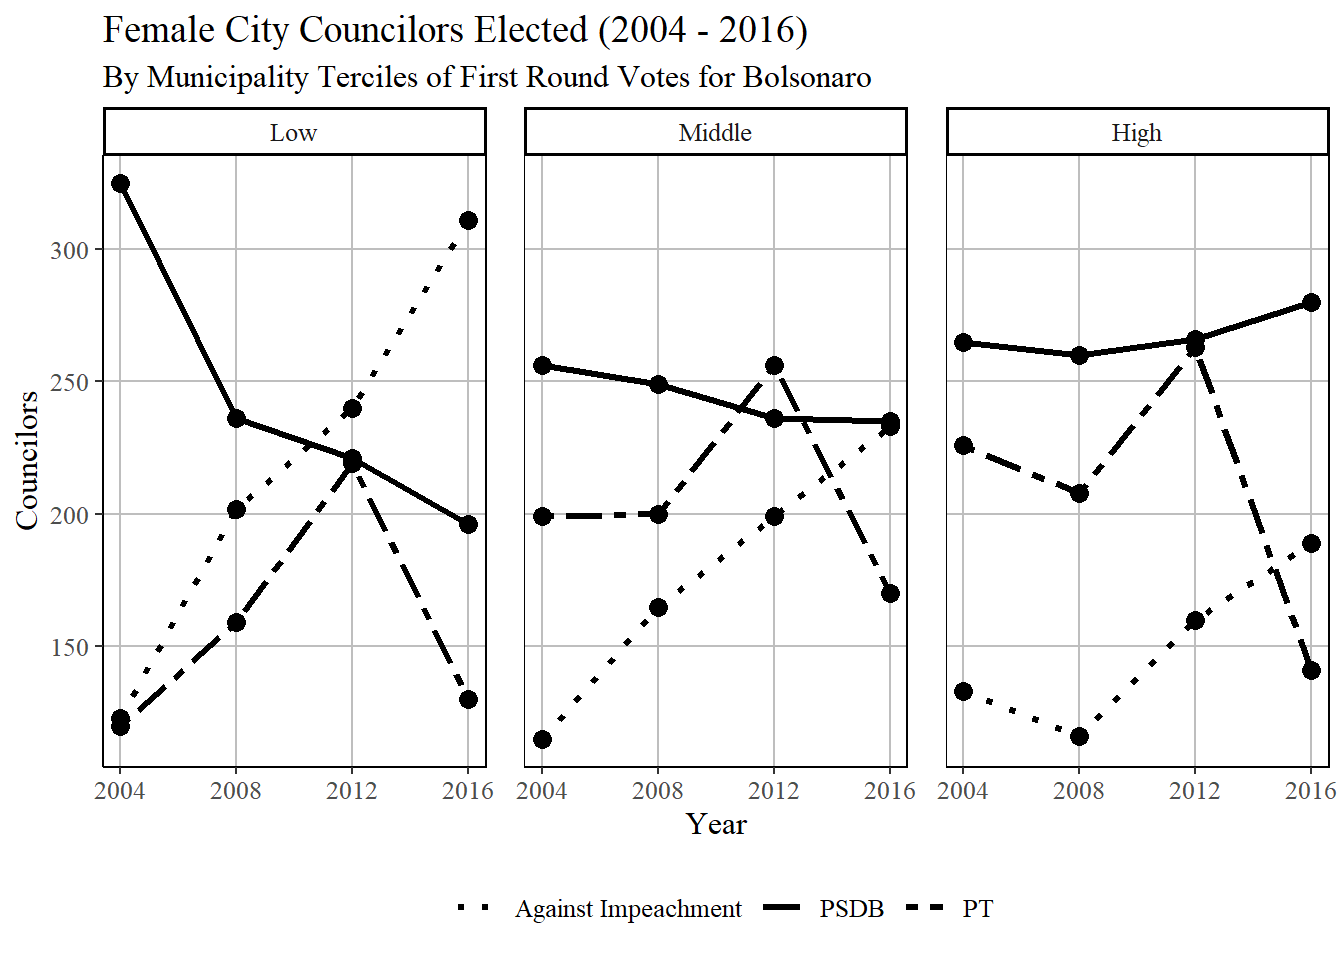 Female City Councilors Elected (2004 - 2016)
By Municipality Terciles of First Round Votes for Bolsonaro
Low Middle High
300
250
200
150
Councilors
2004 2008 2012 2016 2004 2008 2012 2016 2004 2008 2012 2016
Year
Against Impeachment PSDB PT